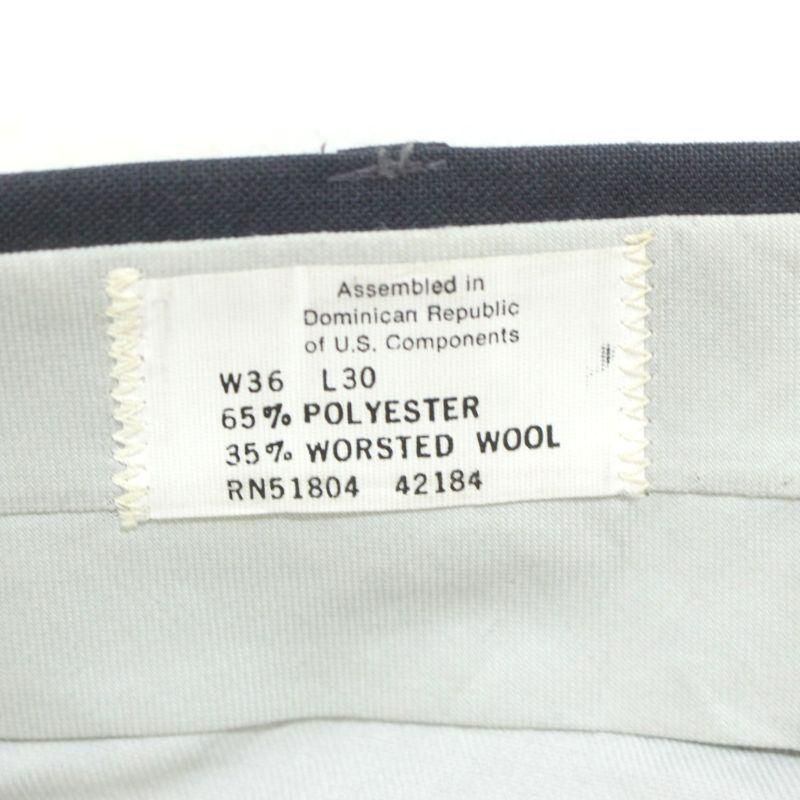 Assembled in
Dominican Republic
of U.S. Components
W36 L30
65% POLYESTER
35% WORSTED WOOL
RN51804 42184